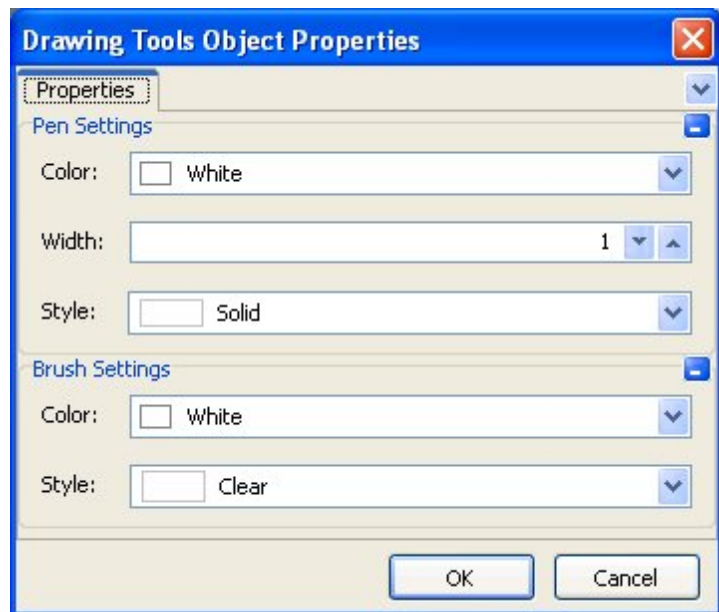 Drawing Tools Object Properties
Properties
Pen Settings
Color: White
Width: 1
Style: Solid
Brush Settings
Color: White
Style: Clear
OK Cancel